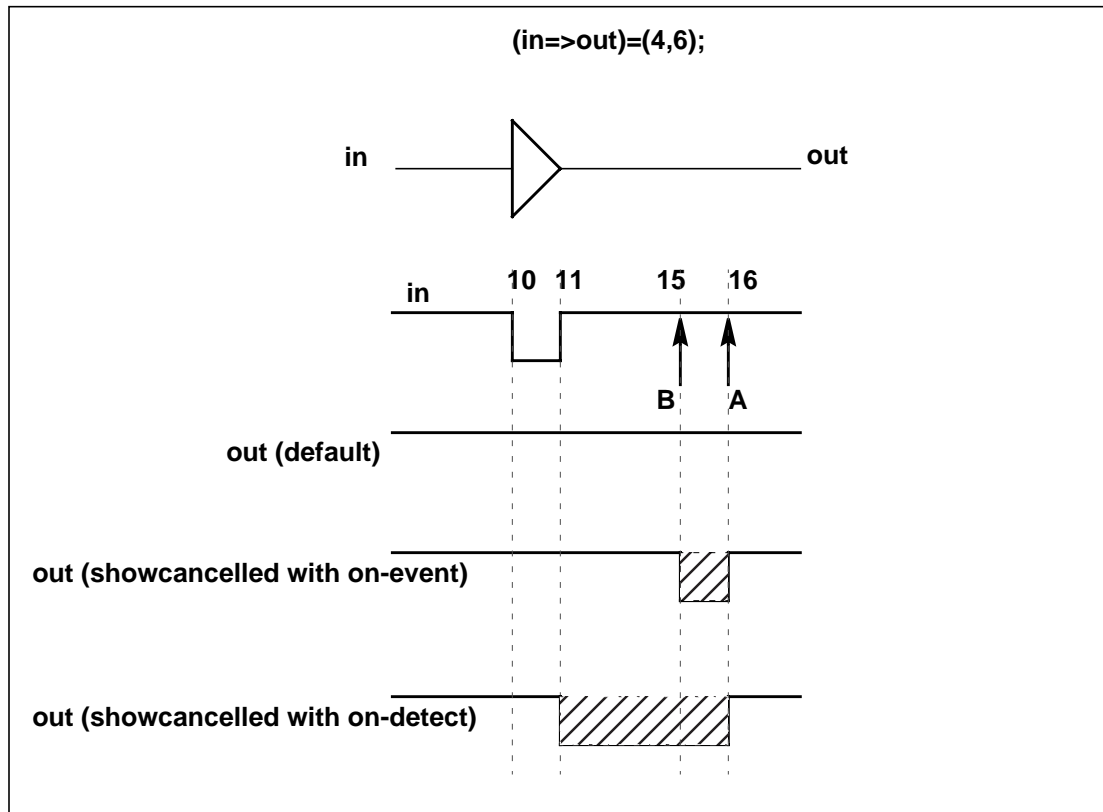 (in=>out)=(4,6);
in
out
10 11 15 16
in
B A
out (default)
out (showcancelled with on-event)
out (showcancelled with on-detect)